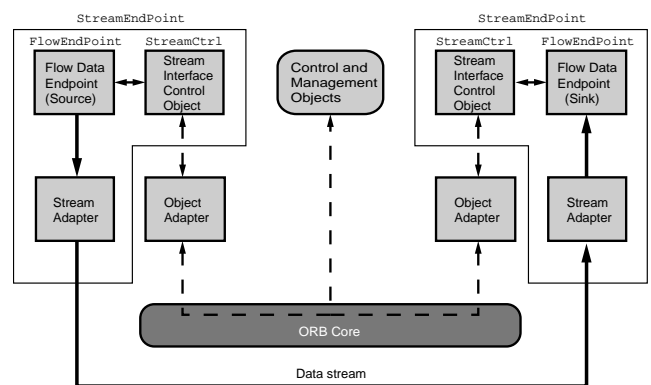 StreamEndPoint
StreamEndPoint
FlowEndPoint
StreamCtrl
StreamCtrl
FlowEndPoint
Flow Data
Endpoint
(Source)
Stream
Interface
Control
Object
Control and
Management
Objects
Stream
Interface
Control
Object
Flow Data
Endpoint
(Sink)
Stream
Adapter
Object
Adapter
Object
Adapter
Stream
Adapter
ORB Core
Data stream